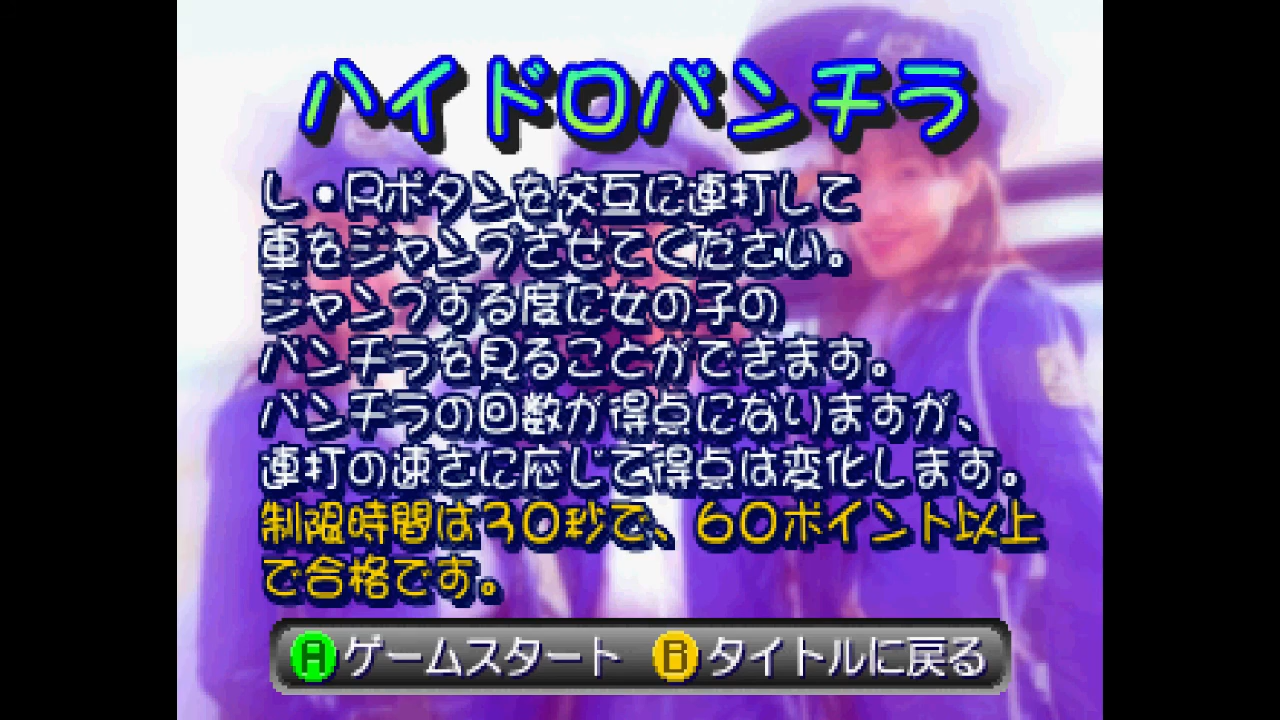 ハイドロパンチラ
L・Rボタンを交互に連打して
車をジャンプさせてください。
ジャンプする度に女の子の
パンチラを見ることができます。
パンチラの回数が得点になりますが、
連打の速さに応じて得点は変化します。
制限時間は30秒で、60ポイント以上
で合格です。
Aゲームスタート Bタイトルに戻る